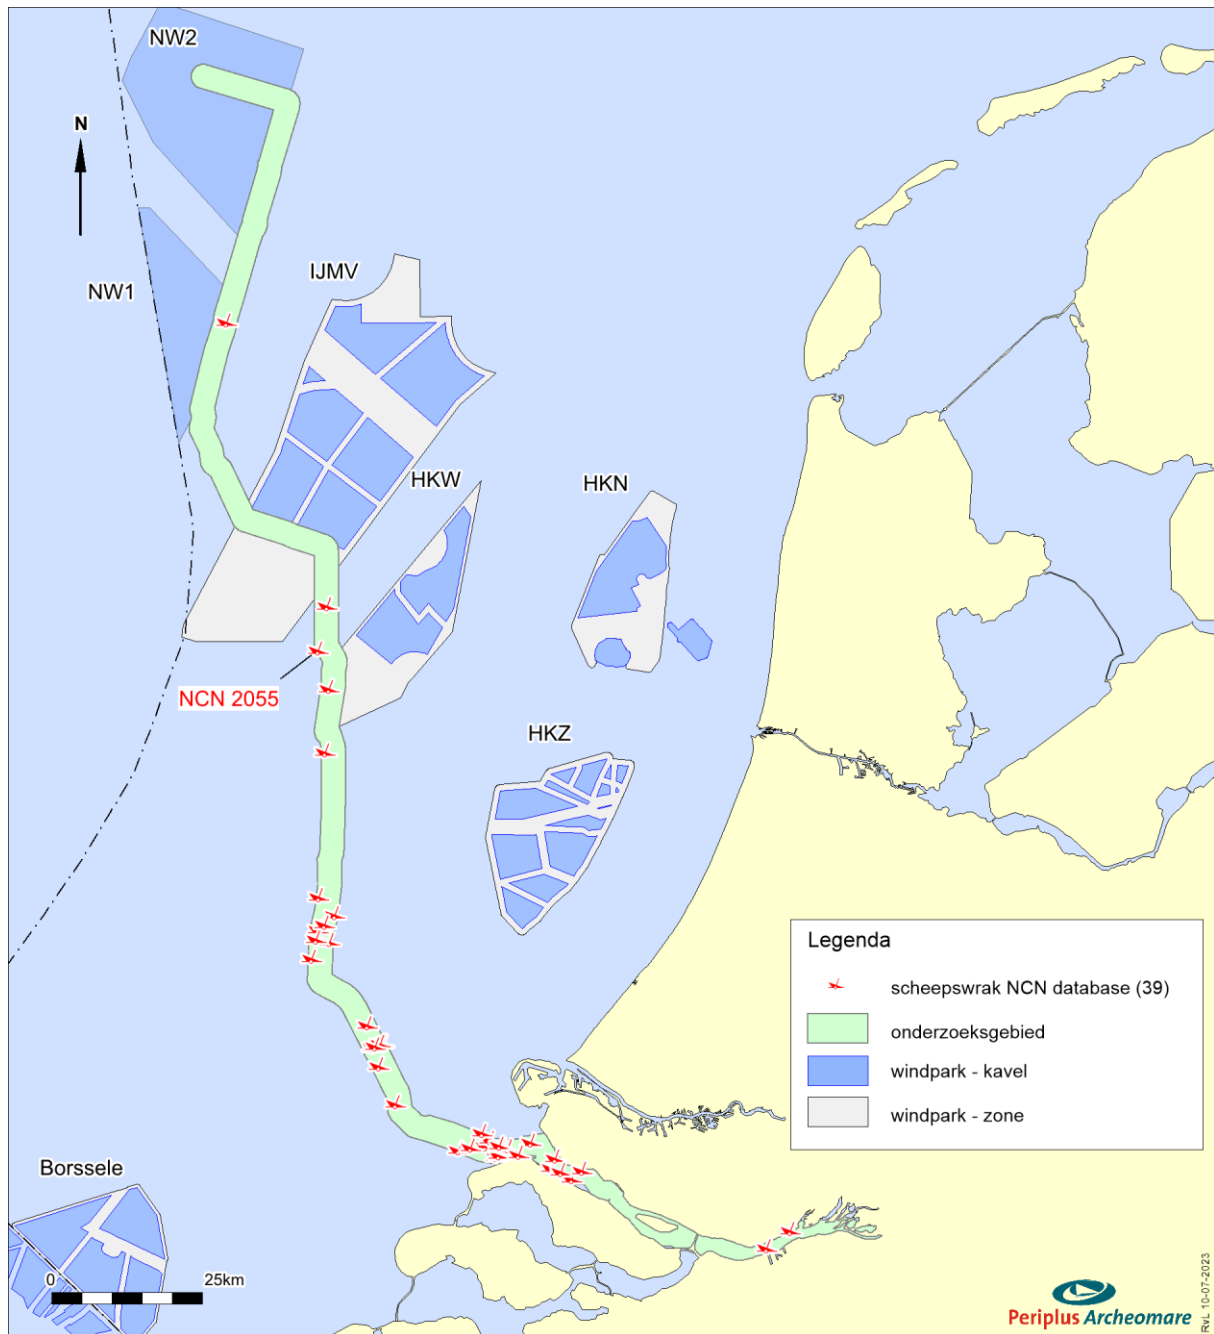 NW2
N
NW1
IJMV
HKW
HKN
NCN 2055
HKZ
Legenda
scheepswrak NCN database (39)
onderzoeksgebied
windpark - kavel
windpark - zone
Borssele
0
25km
Periplus Archeomare
RvL 10-07-2023